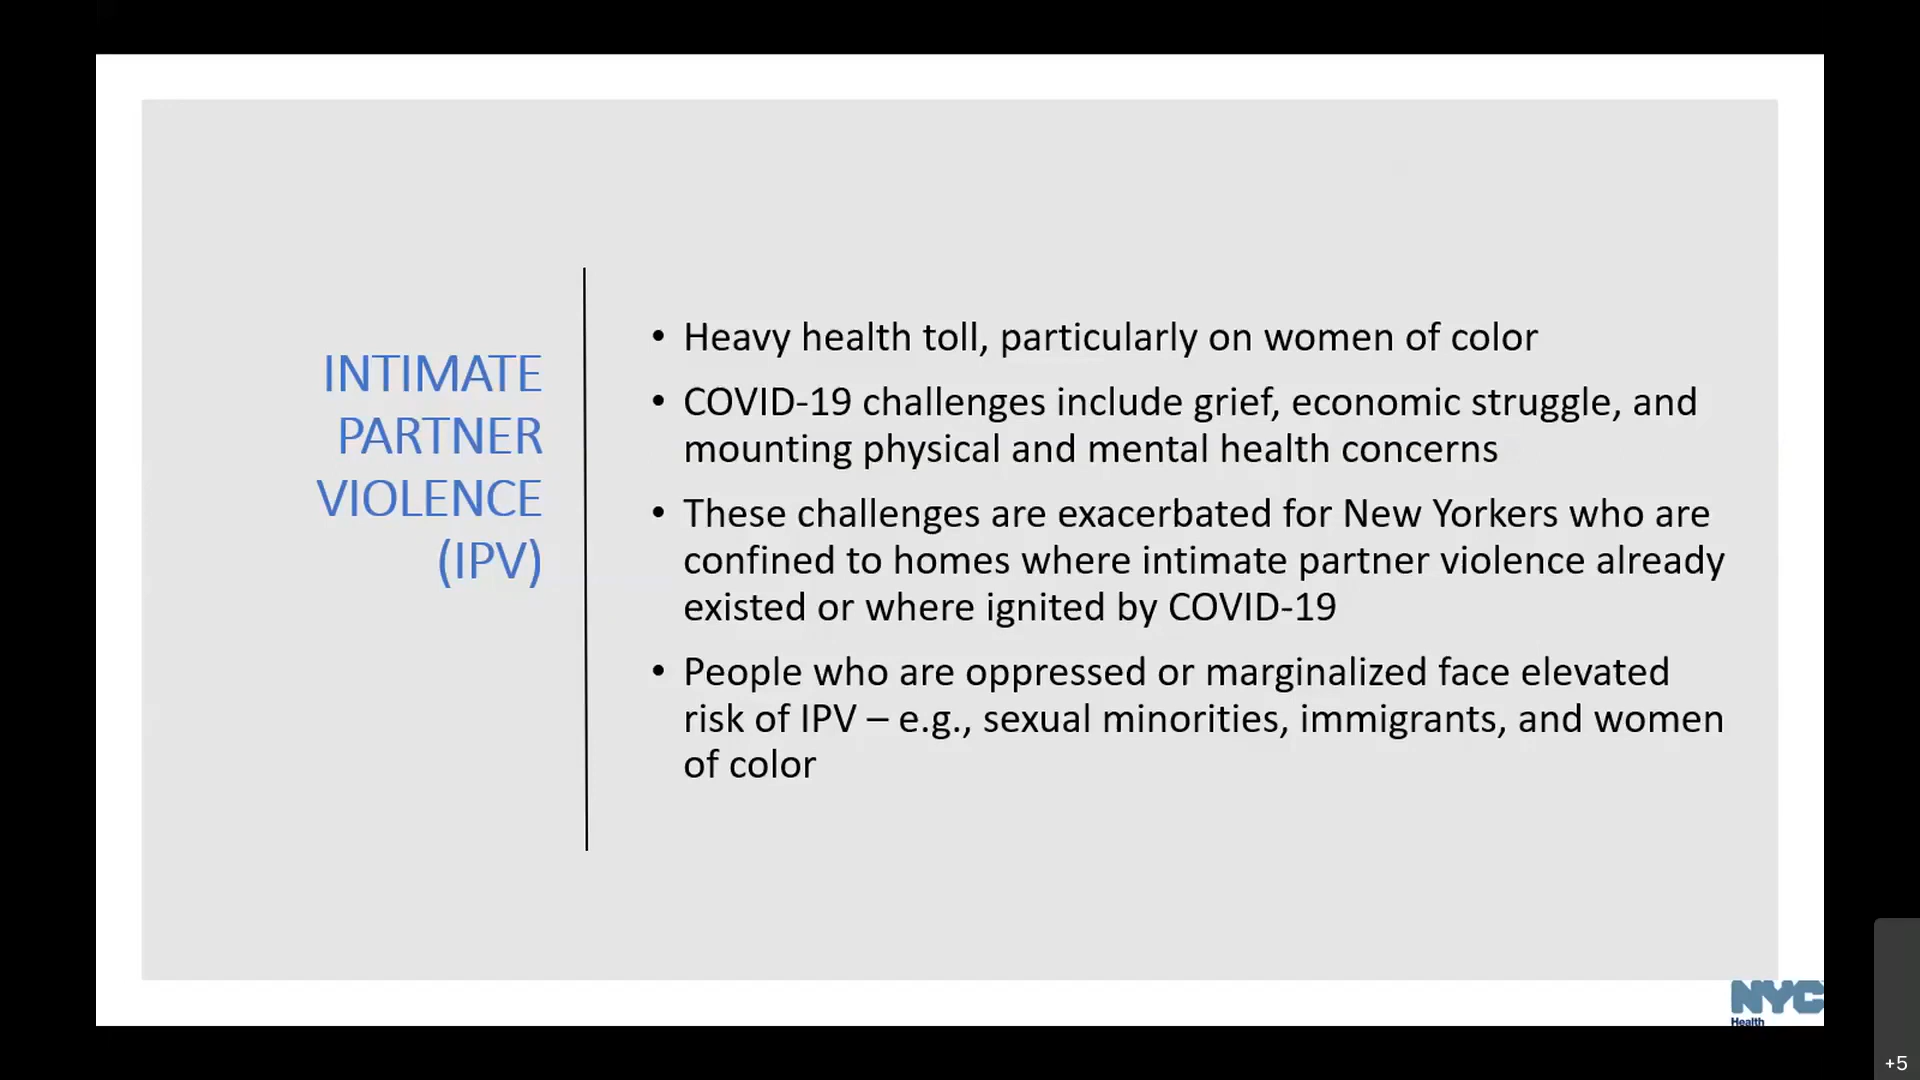 INTIMATE
PARTNER
VIOLENCE
(IPV)
• Heavy health toll, particularly on women of color
• COVID-19 challenges include grief, economic struggle, and
mounting physical and mental health concerns
• These challenges are exacerbated for New Yorkers who are
confined to homes where intimate partner violence already
existed or where ignited by COVID-19
• People who are oppressed or marginalized face elevated
risk of IPV – e.g., sexual minorities, immigrants, and women
of color
NYC
Health
+5